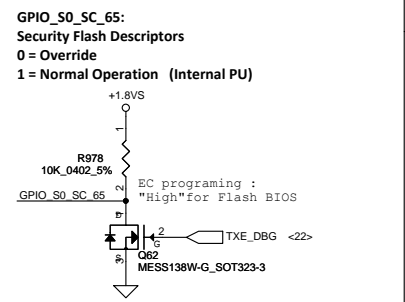 GPIO_S0_SC_65:
Security Flash Descriptors
0 = Override
1 = Normal Operation (Internal PU)
+1.8VS
1
R978
10K_0402_5%
2
EC programing :
"High"for Flash BIOS
GPIO_S0_SC_65
D
2
G
TXE_DBG <22>
Q62
MESS138W-G_SOT323-3